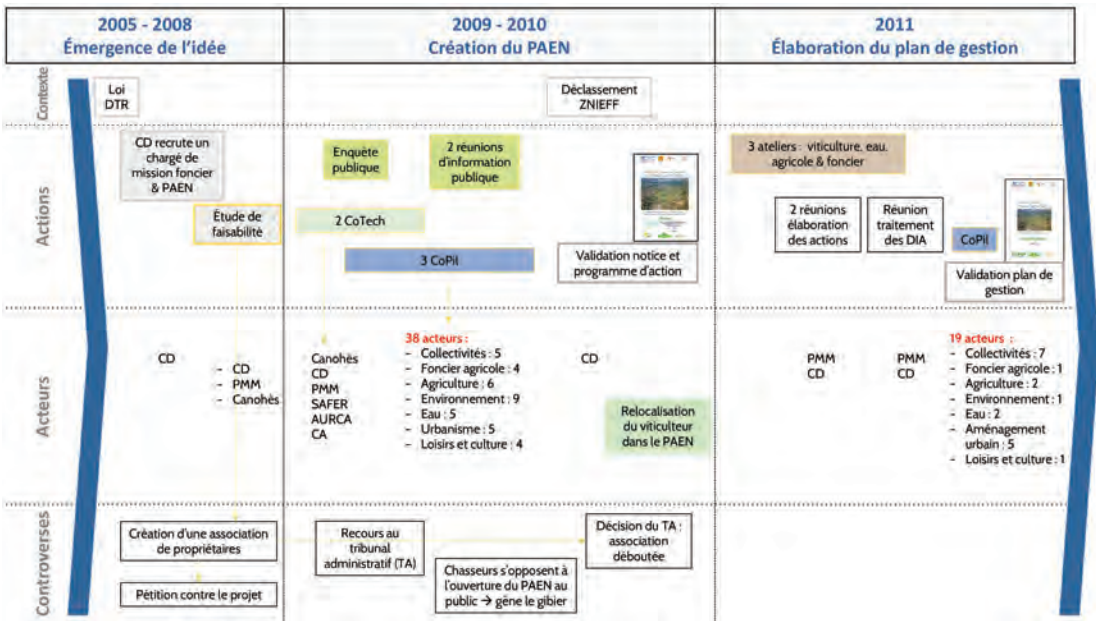 2005 - 2008
Émergence de l'idée
2009 - 2010
Création du PAEN
2011
Élaboration du plan de gestion
Contexte
Loi
DTR
Déclassement
ZNIEFF
Actions
CD recrute un
chargé de
mission foncier
& PAEN
Étude de
faisabilité
Enquête
publique
2 réunions
d'information
publique
2 CoTech
3 CoPil
Validation notice et
programme d'action
3 ateliers : viticulture, eau,
agricole & foncier
2 réunions
élaboration
des actions
Réunion
traitement
des DIA
CoPil
Validation plan de
gestion
Acteurs
CD
- CD
- PMM
- Canohès
Canohès
CD
PMM
SAFER
AURCA
CA
38 acteurs :
- Collectivités : 5
- Foncier agricole : 4
- Agriculture : 6
- Environnement : 9
- Eau : 5
- Urbanisme : 5
- Loisirs et culture : 4
CD
Relocalisation
du viticulteur
dans le PAEN
PMM
CD
PMM
CD
19 acteurs :
- Collectivités : 7
- Foncier agricole : 1
- Agriculture : 2
- Environnement : 1
- Eau : 2
- Aménagement
urbain : 5
- Loisirs et culture : 1
Controverses
Création d'une association
de propriétaires
Pétition contre le projet
Recours au
tribunal
administratif (TA)
Chasseurs s'opposent à
l'ouverture du PAEN au
public → gêne le gibier
Décision du TA :
association
déboutée